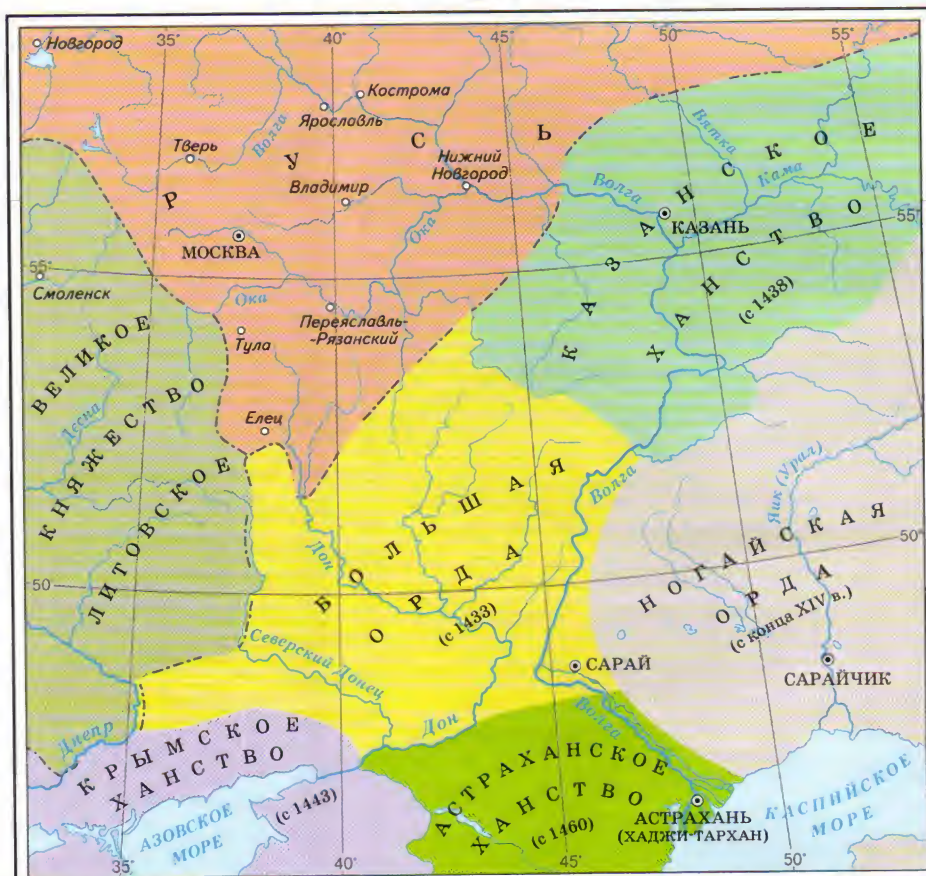 35°
40°
45°
50°
55°
Новгород
Кострома
Ярославль
Волга
Тверь
РУСЬ
Нижний
Новгород
Владимир
Волга
Вятка
Кама
КАЗАНЬ
КАЗАНСКОЕ
ХАНСТВО
(с 1438)
55°
МОСКВА
Ока
55°
Смоленск
Ока
Переяславль-
-Рязанский
Тула
Елец
ВЕЛИКОЕ
КНЯЖЕСТВО
ЛИТОВСКОЕ
Десна
Волга
Яик (Урал)
БОЛЬШАЯ
ОРДА
(с 1433)
Дон
НОГАЙСКАЯ
ОРДА
(с конца XIV в.)
50°
50
Северский Донец
САРАЙ
САРАЙЧИК
Днепр
Дон
Волга
КРЫМСКОЕ
ХАНСТВО
(с 1443)
АСТРАХАНСКОЕ
ХАНСТВО
(с 1460)
АСТРАХАНЬ
(ХАДЖИ-ТАРХАН)
КАСПИЙСКОЕ
МОРЕ
АЗОВСКОЕ
МОРЕ
35°
40°
45°
50°